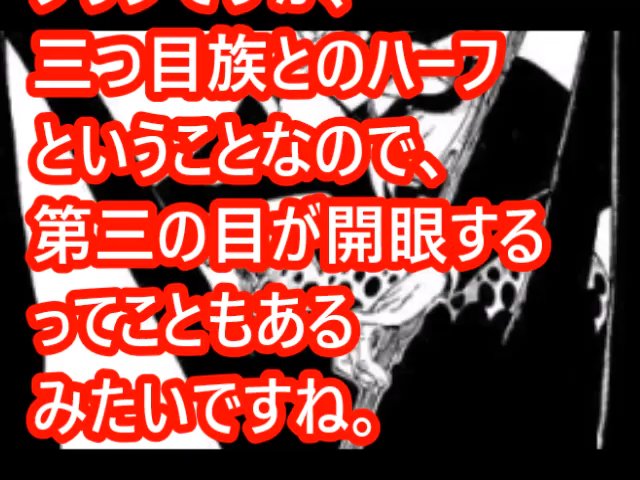 三つ目族とのハーフ
ということなので、
第三の目が開眼する
ってこともある
みたいですね。